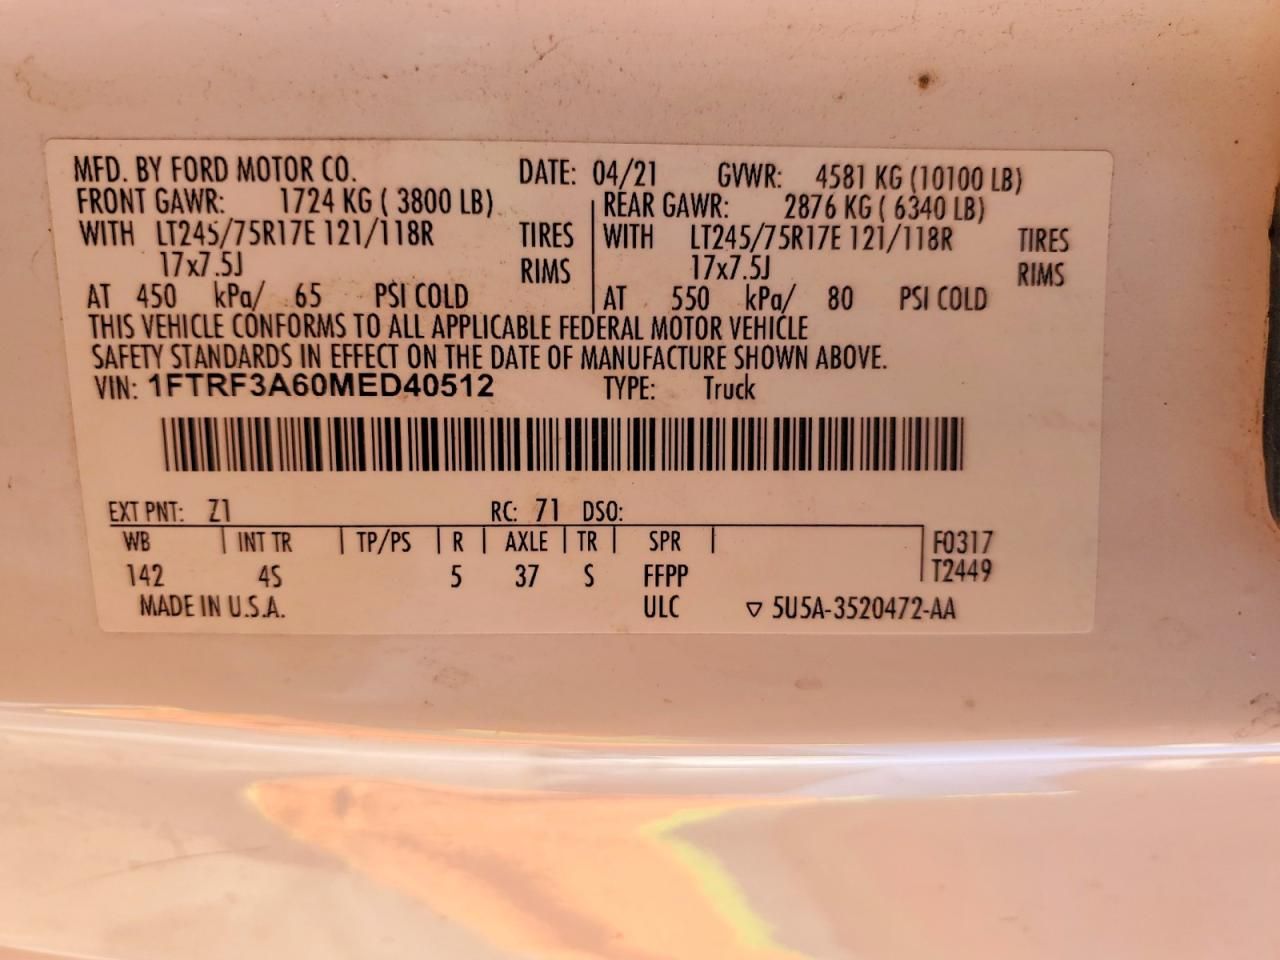 MFD. BY FORD MOTOR CO. DATE: 04/21 GVWR: 4581 KG (10100 LB)
FRONT GAWR: 1724 KG ( 3800 LB) REAR GAWR: 2876 KG ( 6340 LB)
WITH LT245/75R17E 121/118R TIRES WITH LT245/75R17E 121/118R TIRES
17x7.5J RIMS 17x7.5J RIMS
AT 450 kPa/ 65 PSI COLD AT 550 kPa/ 80 PSI COLD
THIS VEHICLE CONFORMS TO ALL APPLICABLE FEDERAL MOTOR VEHICLE
SAFETY STANDARDS IN EFFECT ON THE DATE OF MANUFACTURE SHOWN ABOVE.
VIN: 1FTRF3A60MED40512 TYPE: Truck
EXT PNT: Z1 RC: 71 DSO:
WB INT TR TP/PS R AXLE TR SPR F0317
142 4S 5 37 S FFPP T2449
MADE IN U.S.A. ULC ▽ 5U5A-3520472-AA